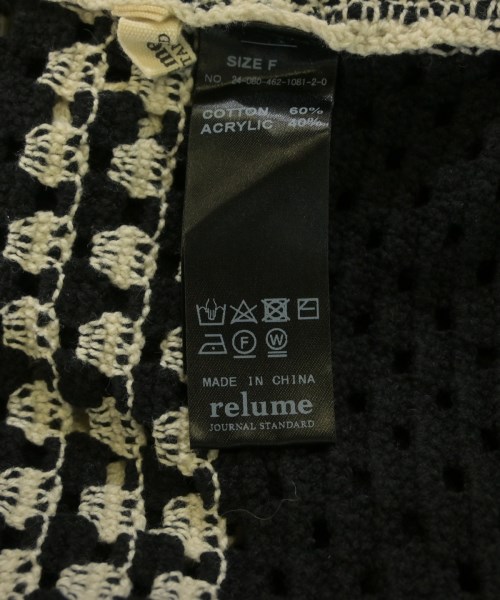 SIZE F
NO 24-080-462-1061-2-0
COTTON 60%
ACRYLIC 40%
F
W
MADE IN CHINA
relume
JOURNAL STANDARD